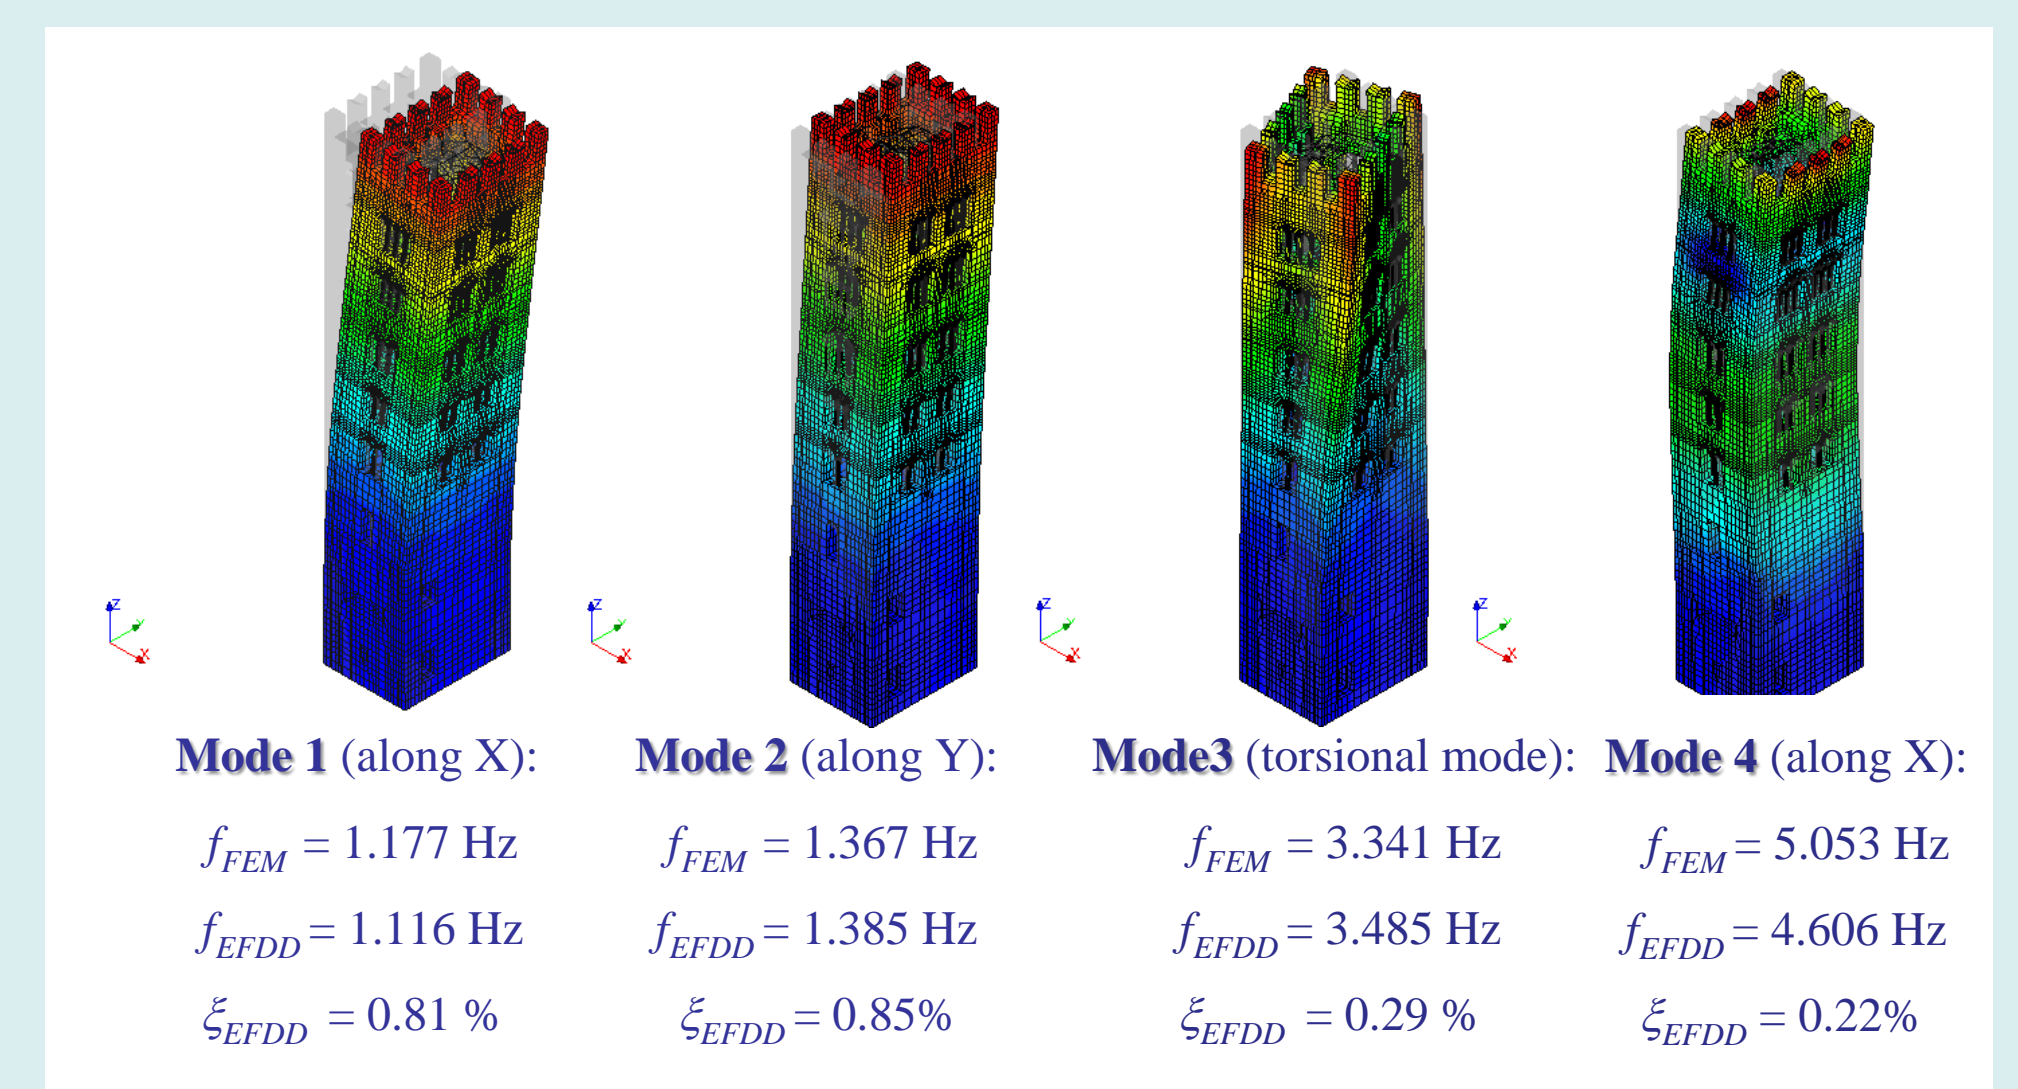 Z
Y
X
Z
Y
X
Z
Y
X
Z
Y
X
Mode 1 (along X):
f_FEM = 1.177 Hz
f_EFDD = 1.116 Hz
ξ_EFDD = 0.81 %
Mode 2 (along Y):
f_FEM = 1.367 Hz
f_EFDD = 1.385 Hz
ξ_EFDD = 0.85%
Mode3 (torsional mode):
f_FEM = 3.341 Hz
f_EFDD = 3.485 Hz
ξ_EFDD = 0.29 %
Mode 4 (along X):
f_FEM = 5.053 Hz
f_EFDD = 4.606 Hz
ξ_EFDD = 0.22%